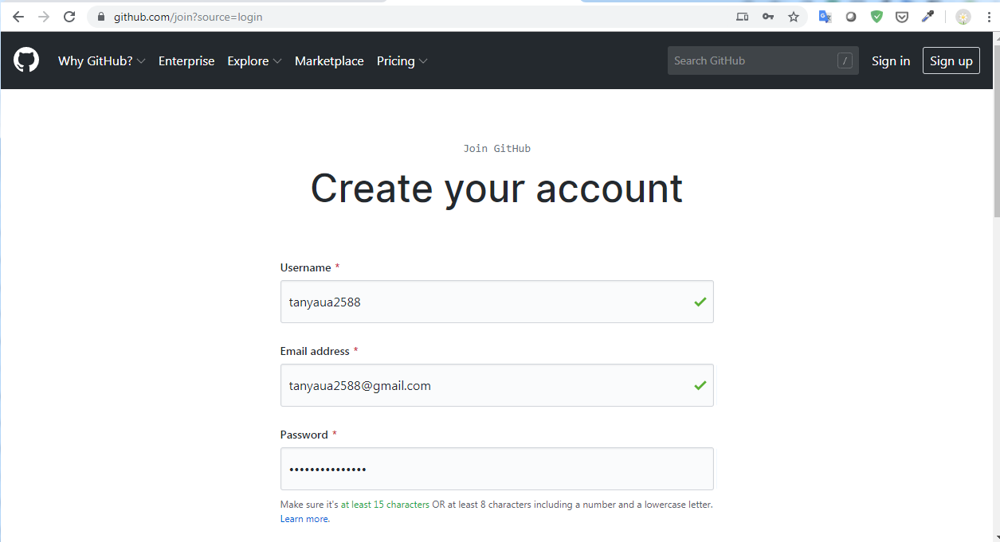 github.com/join?source=login
Why GitHub? Enterprise Explore Marketplace Pricing Search GitHub / Sign in Sign up
Join GitHub
Create your account
Username *
tanyaua2588
Email address *
tanyaua2588@gmail.com
Password *
•••••••••••••••
Make sure it's at least 15 characters OR at least 8 characters including a number and a lowercase letter.
Learn more.